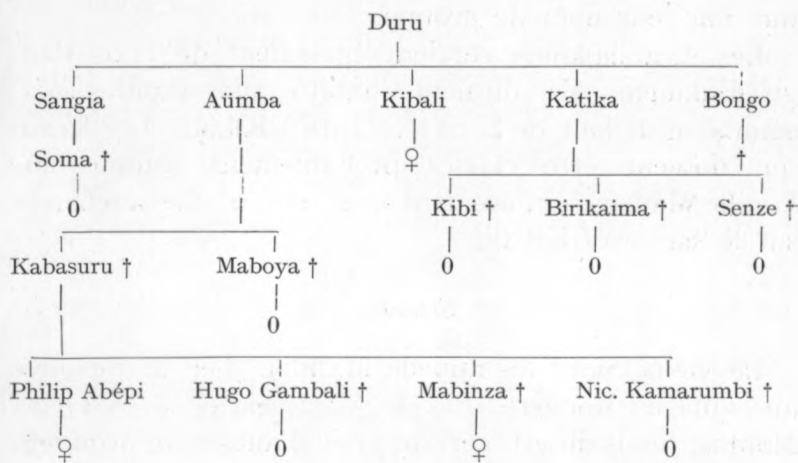 Duru
Sangia Aümba Kibali Katika Bongo
Soma † ♀ †
0 Kibi † Birikaima † Senze †
Kabasuru † Maboya † 0 0 0
0
Philip Abépi Hugo Gambali † Mabinza † Nic. Kamarumbi †
♀ 0 ♀ 0